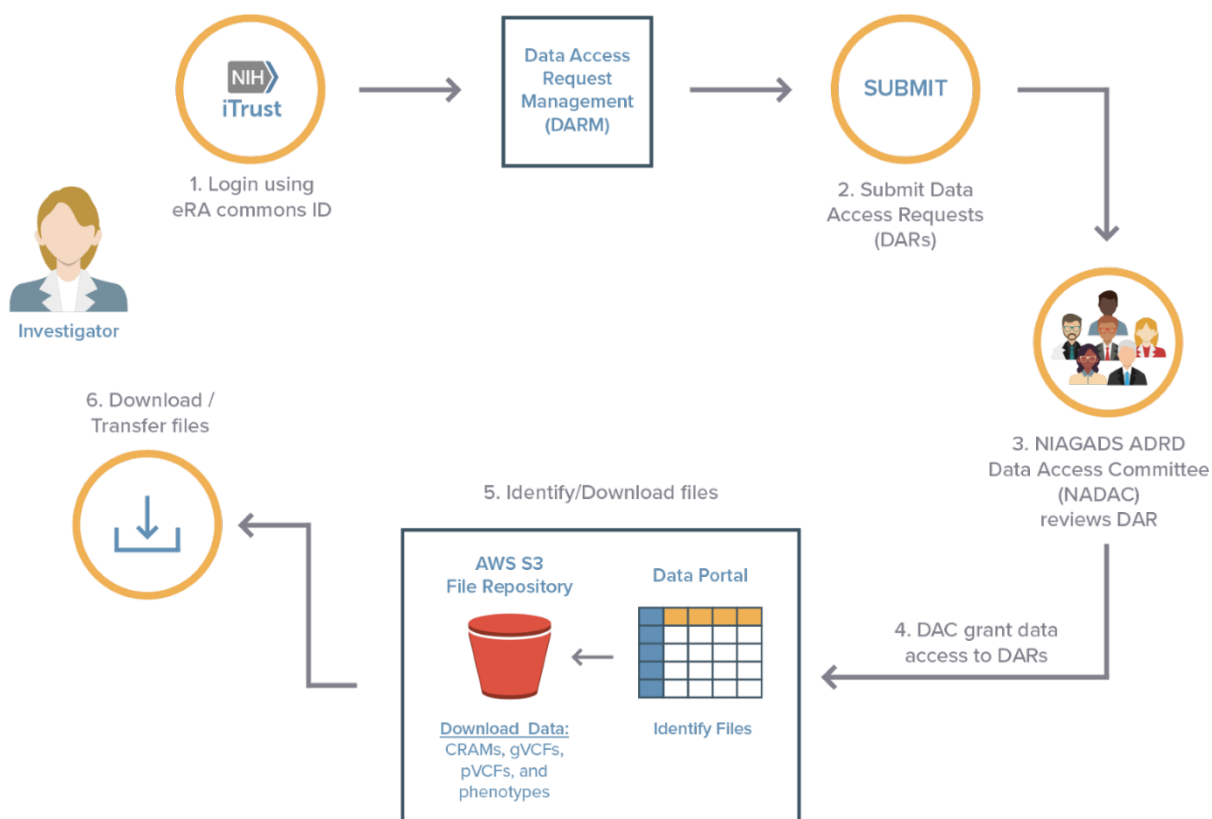 NIH
iTrust
1. Login using
eRA commons ID
Data Access
Request
Management
(DARM)
SUBMIT
2. Submit Data
Access Requests
(DARs)
Investigator
3. NIAGADS ADRD
Data Access Committee
(NADAC)
reviews DAR
4. DAC grant data
access to DARs
5. Identify/Download files
AWS S3
File Repository
Data Portal
Download Data:
CRAMs, gVCFs,
pVCFs, and
phenotypes
Identify Files
6. Download /
Transfer files